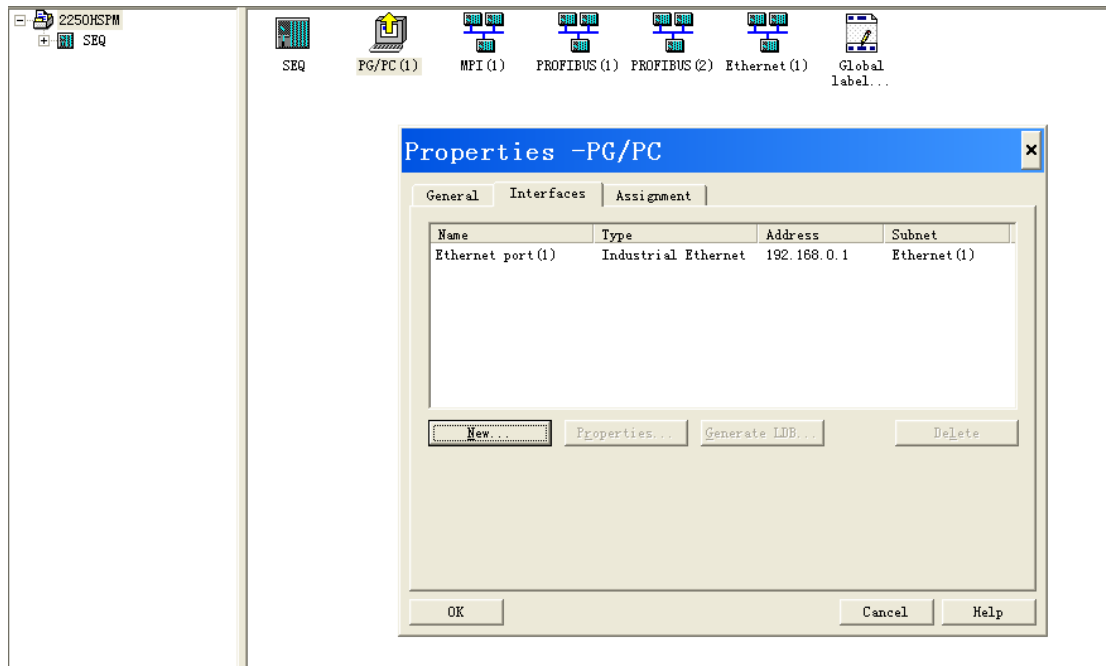 2250HSPM
SEQ
SEQ
PG/PC(1)
MPI(1)
PROFIBUS(1)
PROFIBUS(2)
Ethernet(1)
Global
label...
Properties -PG/PC
General
Interfaces
Assignment
Name Type Address Subnet
Ethernet port(1) Industrial Ethernet 192.168.0.1 Ethernet(1)
New...
Properties...
Generate LDB...
Delete
OK
Cancel
Help